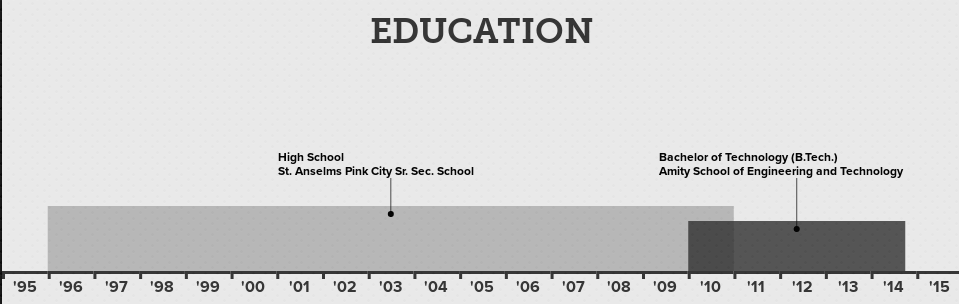 EDUCATION
High School
St. Anselms Pink City Sr. Sec. School
Bachelor of Technology (B.Tech.)
Amity School of Engineering and Technology
'95 '96 '97 '98 '99 '00 '01 '02 '03 '04 '05 '06 '07 '08 '09 '10 '11 '12 '13 '14 '15